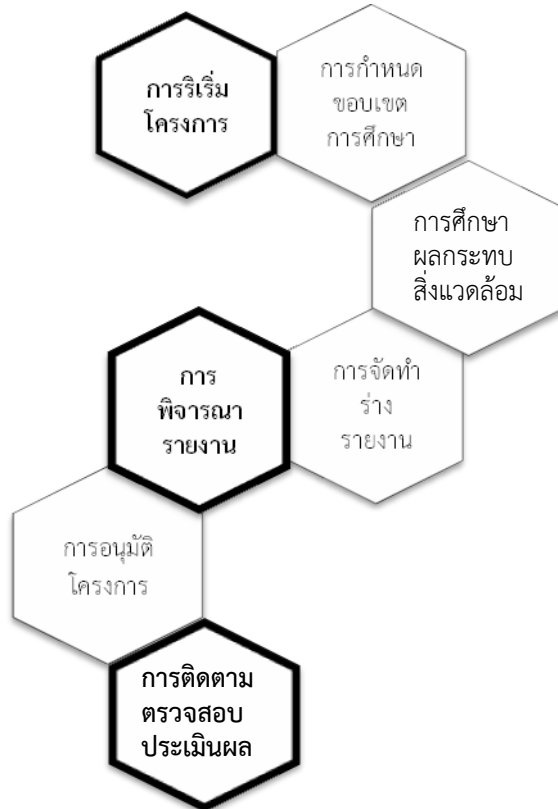 การริเริ่ม
โครงการ
การกำหนด
ขอบเขต
การศึกษา
การศึกษา
ผลกระทบ
สิ่งแวดล้อม
การจัดทำ
ร่าง
รายงาน
การ
พิจารณา
รายงาน
การอนุมัติ
โครงการ
การติดตาม
ตรวจสอบ
ประเมินผล